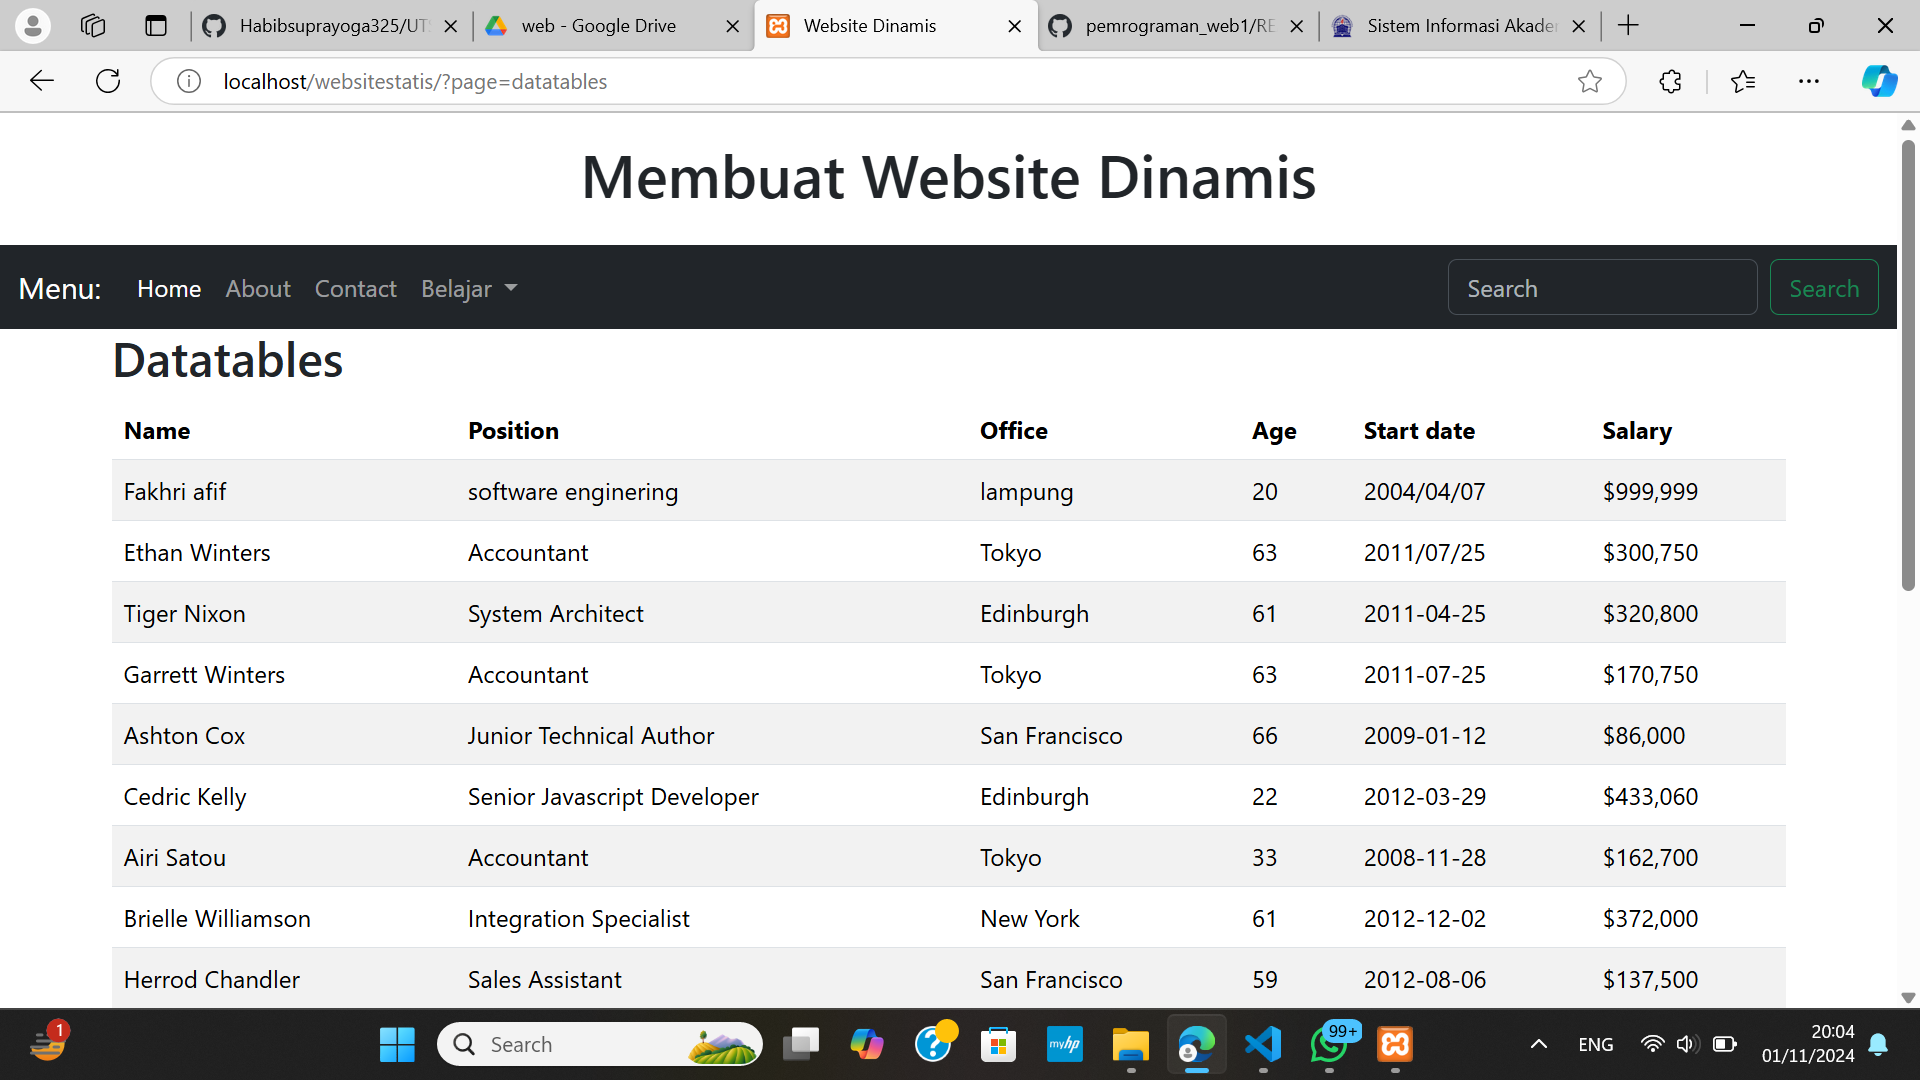 Habibsuprayoga325/UTS
web - Google Drive
Website Dinamis
pemrograman_web1/RE
Sistem Informasi Akader
localhost/websitestatis/?page=datatables
Membuat Website Dinamis
Menu: Home About Contact Belajar Search Search
Datatables
Name Position Office Age Start date Salary
Fakhri afif software enginering lampung 20 2004/04/07 $999,999
Ethan Winters Accountant Tokyo 63 2011/07/25 $300,750
Tiger Nixon System Architect Edinburgh 61 2011-04-25 $320,800
Garrett Winters Accountant Tokyo 63 2011-07-25 $170,750
Ashton Cox Junior Technical Author San Francisco 66 2009-01-12 $86,000
Cedric Kelly Senior Javascript Developer Edinburgh 22 2012-03-29 $433,060
Airi Satou Accountant Tokyo 33 2008-11-28 $162,700
Brielle Williamson Integration Specialist New York 61 2012-12-02 $372,000
Herrod Chandler Sales Assistant San Francisco 59 2012-08-06 $137,500
1
Search
myhp
99+
ENG
20:04
01/11/2024